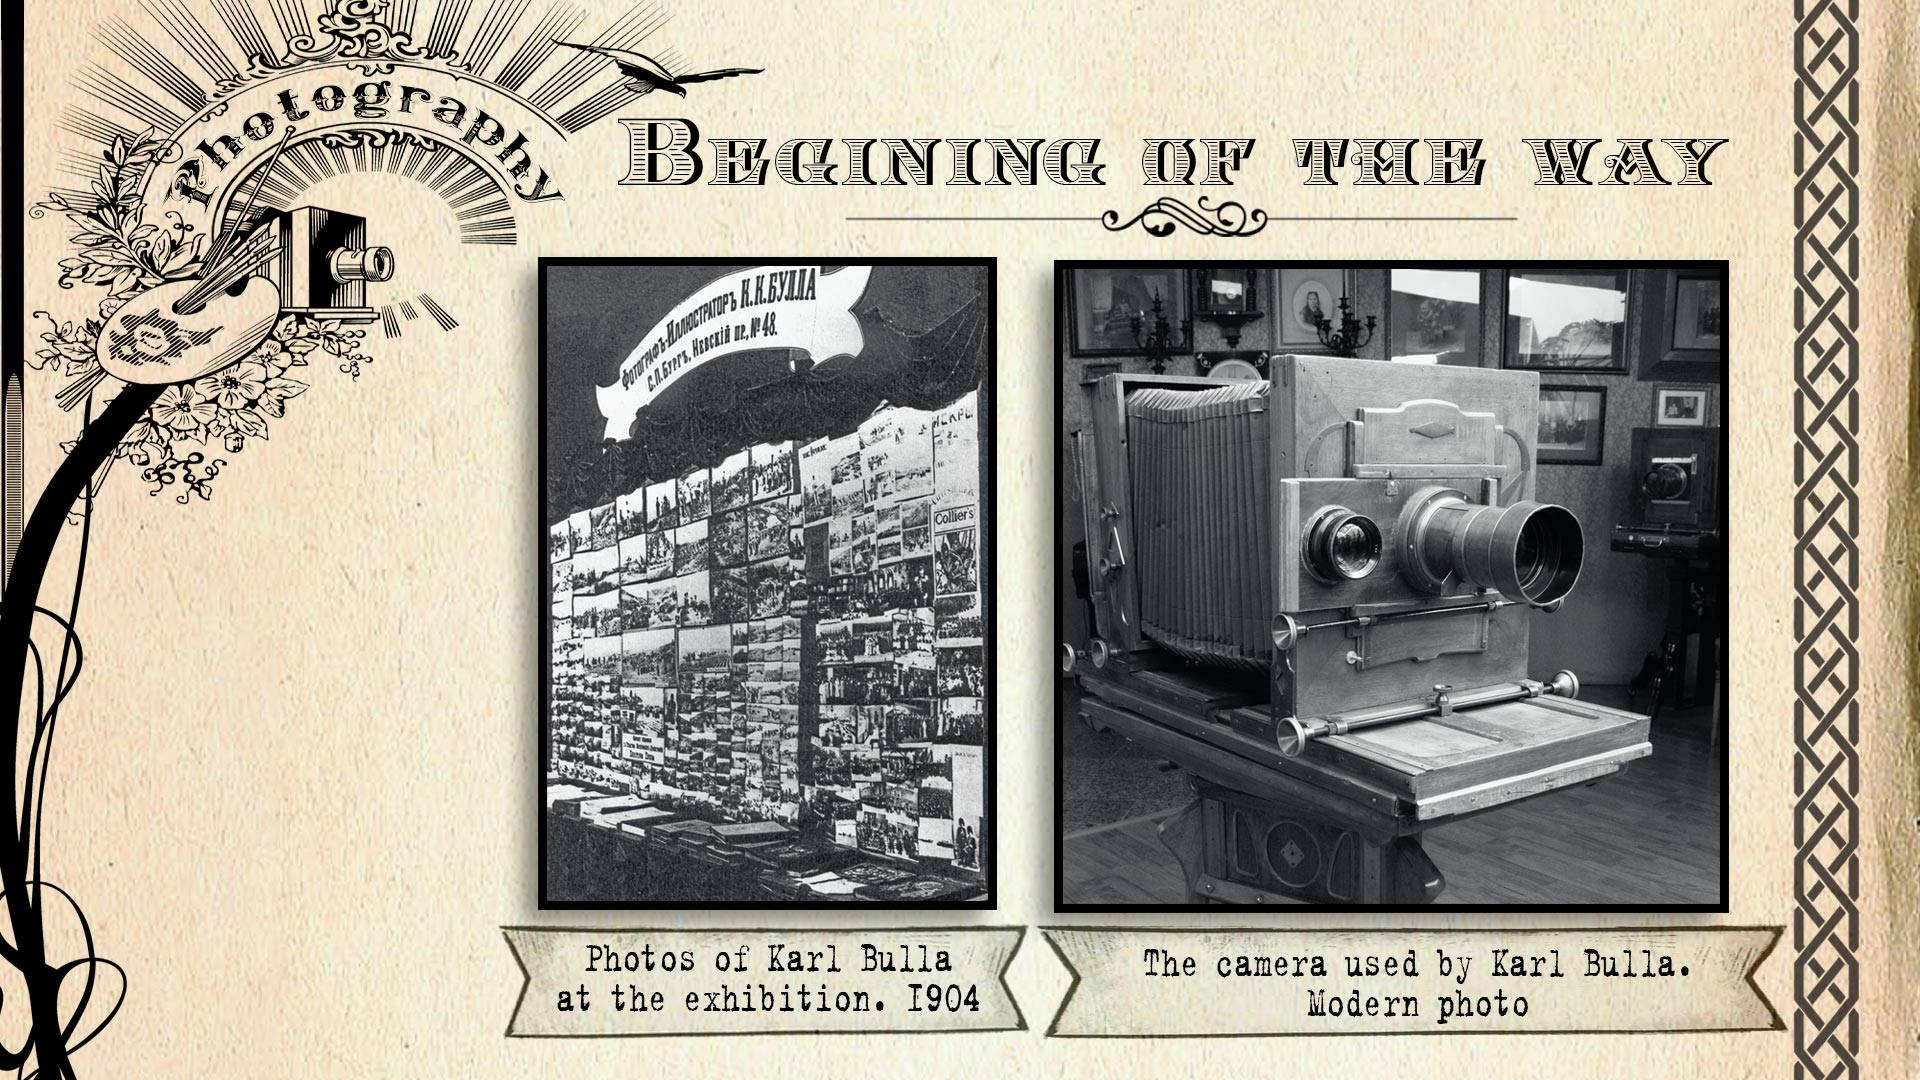 Photography
BEGINING OF THE WAY
Фотографъ-Иллюстраторъ К.К.БУЛЛА
С.П.Бургъ, Невскій пр., № 48.
Collier's
Photos of Karl Bulla
at the exhibition. 1904
The camera used by Karl Bulla.
Modern photo